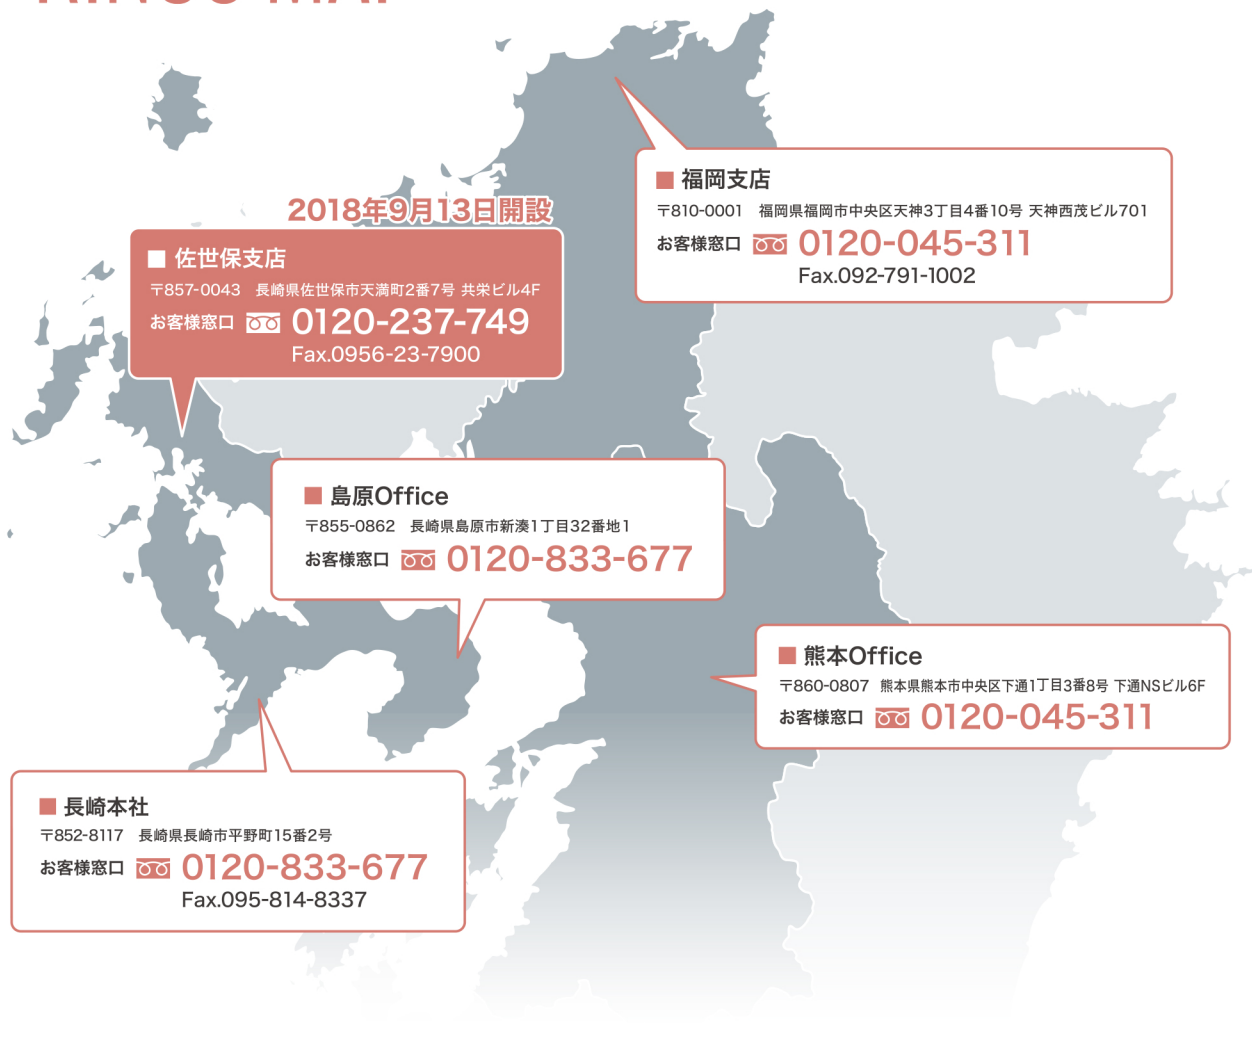 ■ 福岡支店
〒810-0001 福岡県福岡市中央区天神3丁目4番10号 天神西茂ビル701
お客様窓口 0120-045-311
Fax.092-791-1002
2018年9月13日開設
■ 佐世保支店
〒857-0043 長崎県佐世保市天満町2番7号 共栄ビル4F
お客様窓口 0120-237-749
Fax.0956-23-7900
■ 島原Office
〒855-0862 長崎県島原市新湊1丁目32番地1
お客様窓口 0120-833-677
■ 熊本Office
〒860-0807 熊本県熊本市中央区下通1丁目3番8号 下通NSビル6F
お客様窓口 0120-045-311
■ 長崎本社
〒852-8117 長崎県長崎市平野町15番2号
お客様窓口 0120-833-677
Fax.095-814-8337